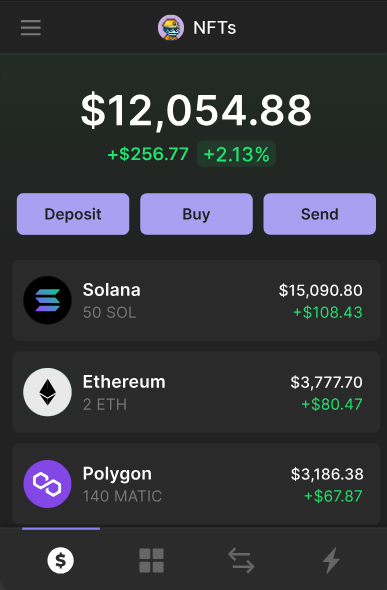 NFTs
$12,054.88
+$256.77 +2.13%
Deposit Buy Send
Solana $15,090.80
50 SOL +$108.43
Ethereum $3,777.70
2 ETH +$80.47
Polygon $3,186.38
140 MATIC +$67.87
$